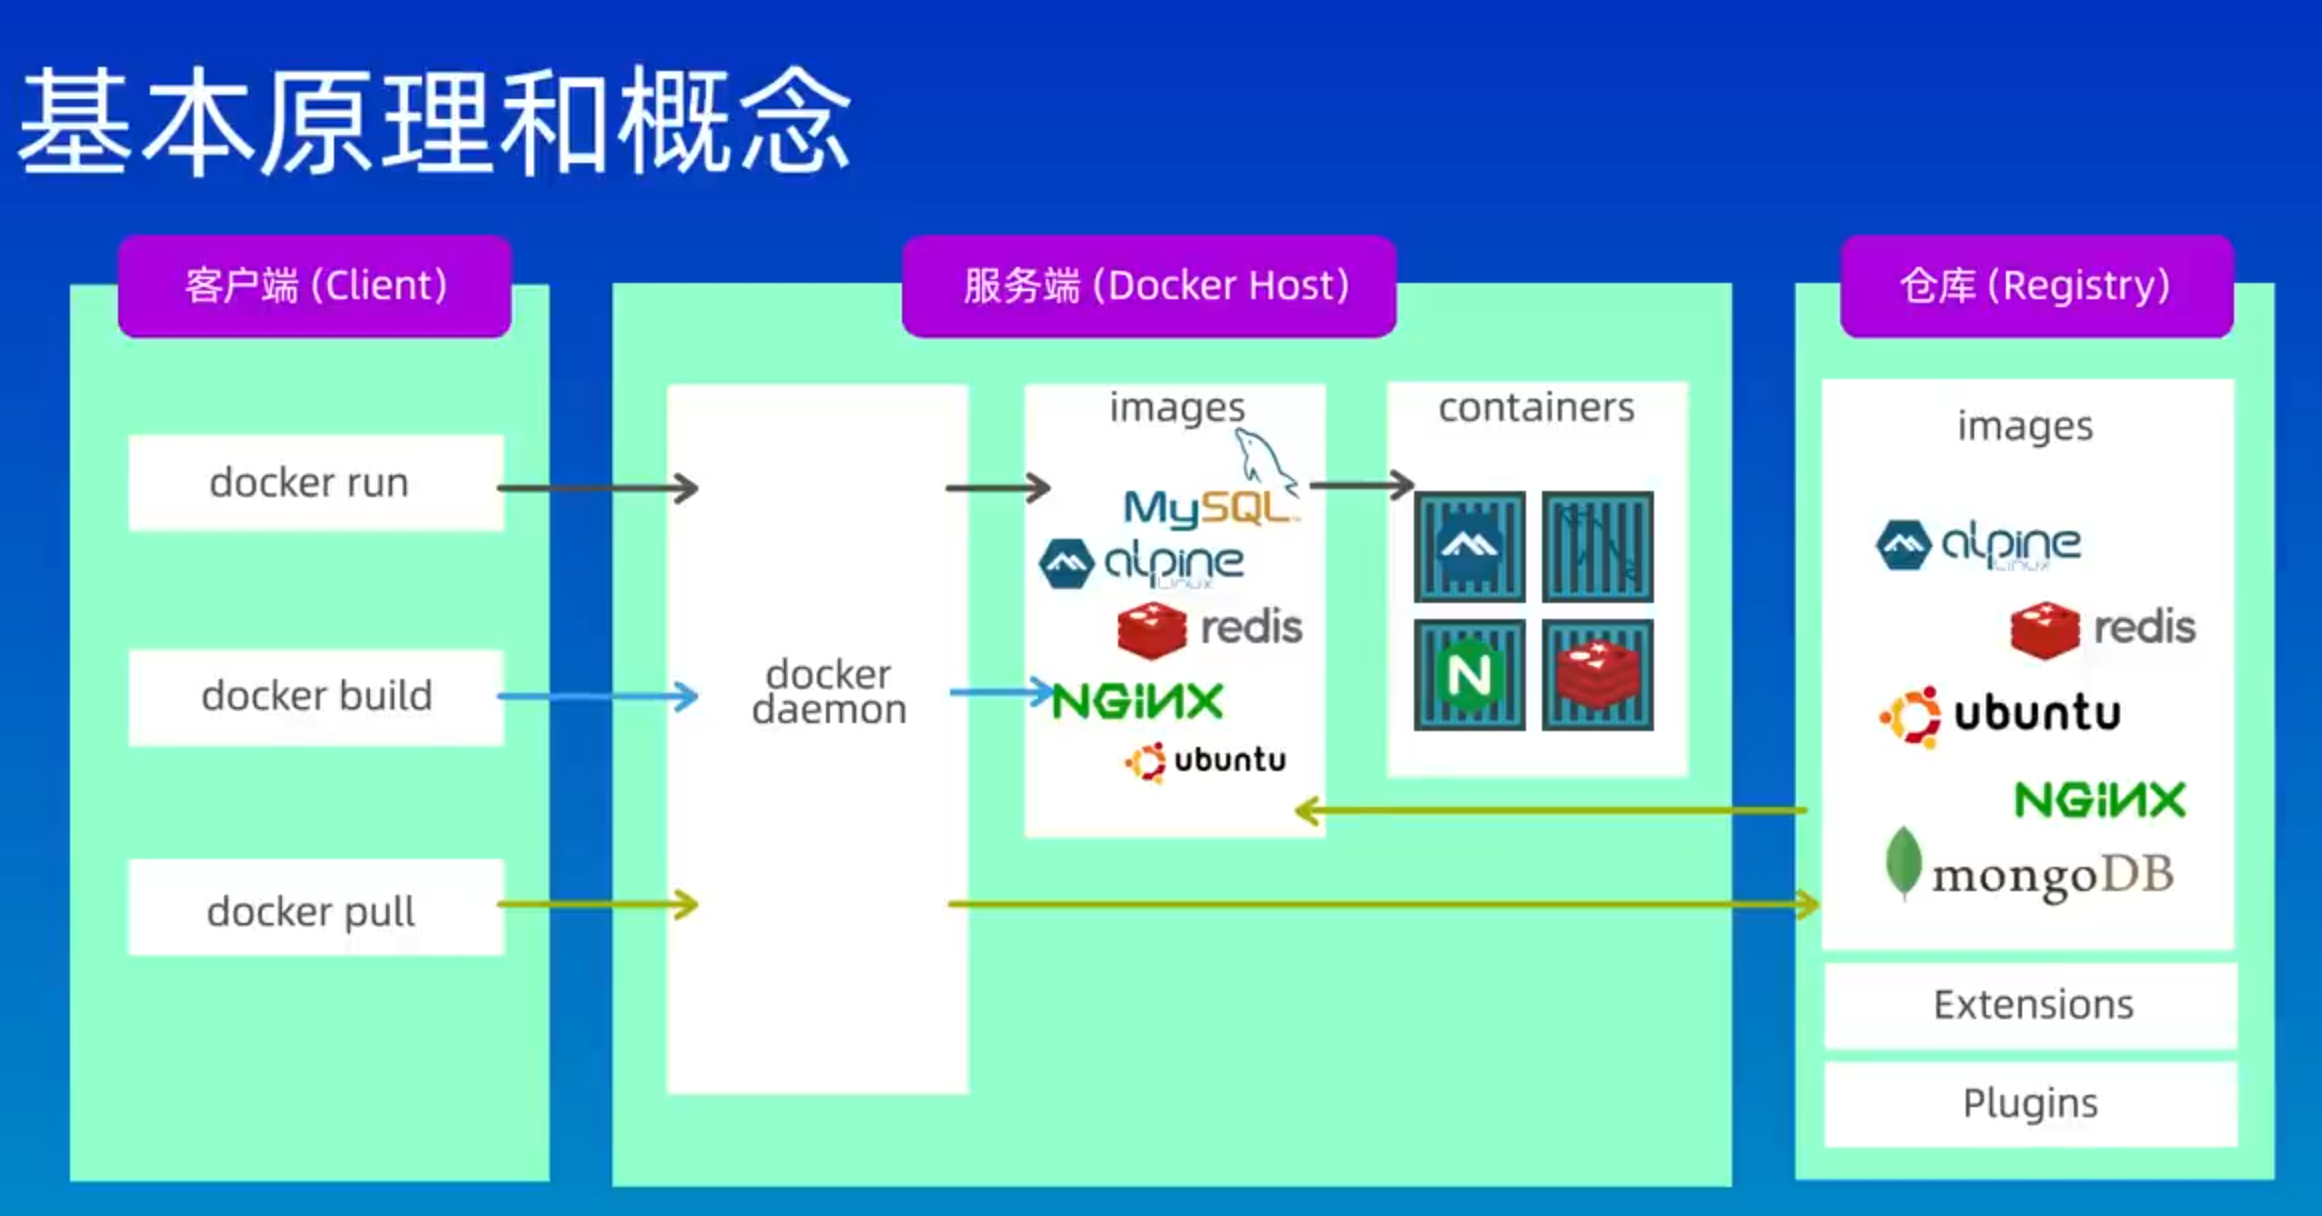 基本原理和概念
客户端 (Client)
docker run
docker build
docker pull
服务端 (Docker Host)
docker
daemon
images
MySQL
alpine
Linux
redis
NGINX
ubuntu
containers
N
仓库 (Registry)
images
alpine
Linux
redis
ubuntu
NGINX
mongoDB
Extensions
Plugins